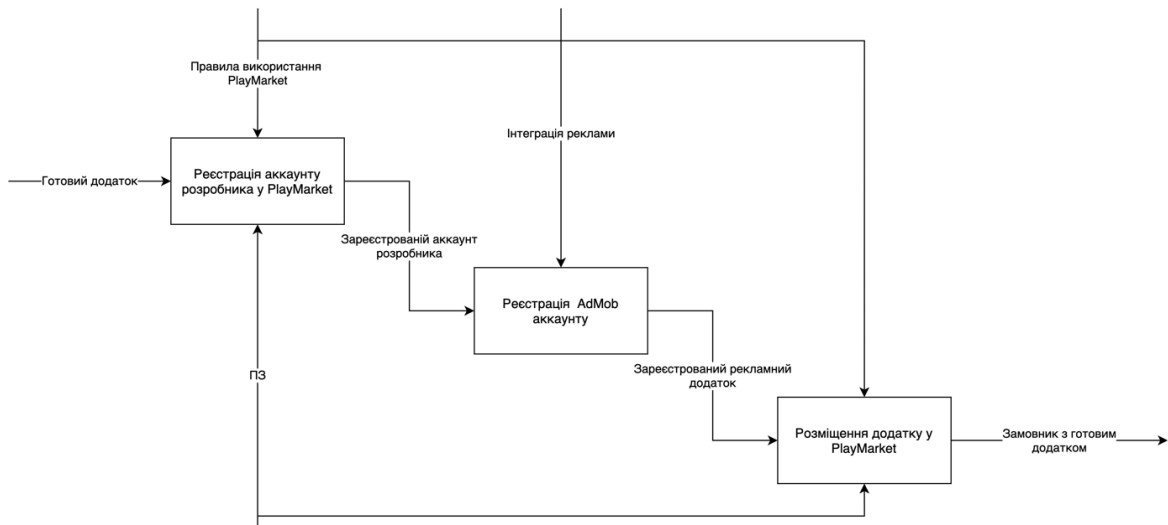 Правила використання
PlayMarket
Інтеграція реклами
Реєстрація аккаунту
розробника у PlayMarket
Готовий додаток
Зареєстрованій аккаунт
розробника
Реєстрація AdMob
аккаунту
Зареєстрований рекламний
додаток
ПЗ
Розміщення додатку у
PlayMarket
Замовник з готовим
додатком